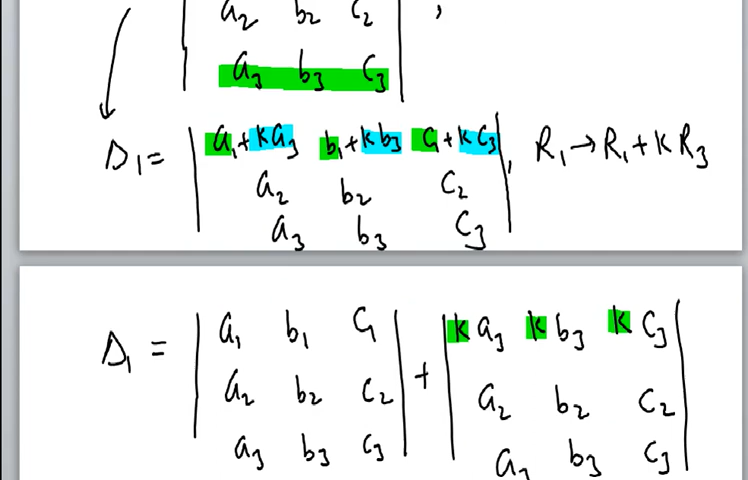 a₂ b₂ c₂ ,
a₃ b₃ c₃
Δ₁ = | a₁+ka₃ b₁+kb₃ c₁+kc₃ | , R₁→R₁+kR₃
a₂ b₂ c₂
a₃ b₃ c₃
Δ₁ = | a₁ b₁ c₁ | + | ka₃ kb₃ kc₃ |
a₂ b₂ c₂ a₂ b₂ c₂
a₃ b₃ c₃ a₃ b₃ c₃